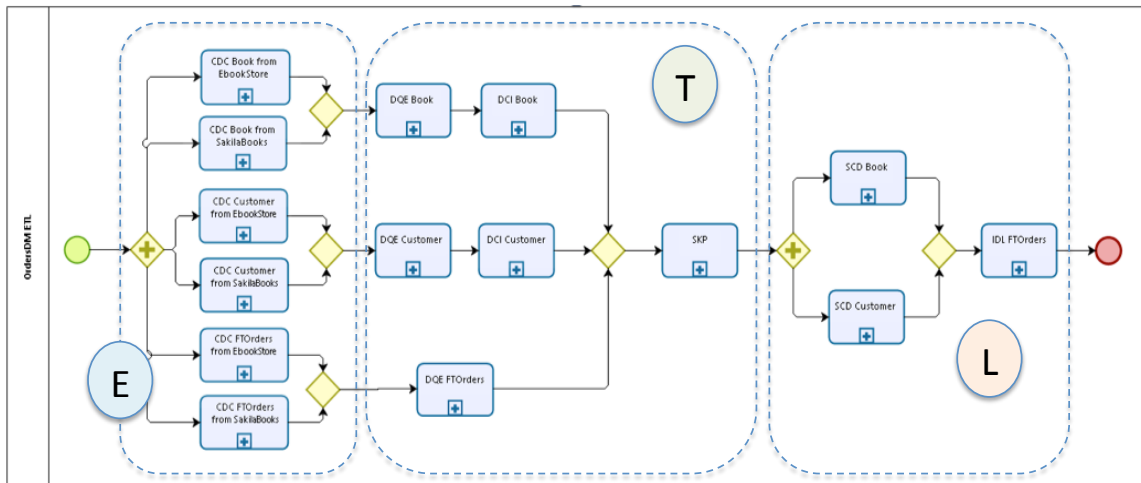 OrdersDM ETL
CDC Book from
EbookStore
CDC Book from
SakilaBooks
CDC Customer
from EbookStore
CDC Customer
from SakilaBooks
CDC FTOrders
from EbookStore
CDC FTOrders
from SakilaBooks
E
DQE Book
DCI Book
DQE Customer
DCI Customer
DQE FTOrders
SKP
T
SCD Book
SCD Customer
IDL FTOrders
L